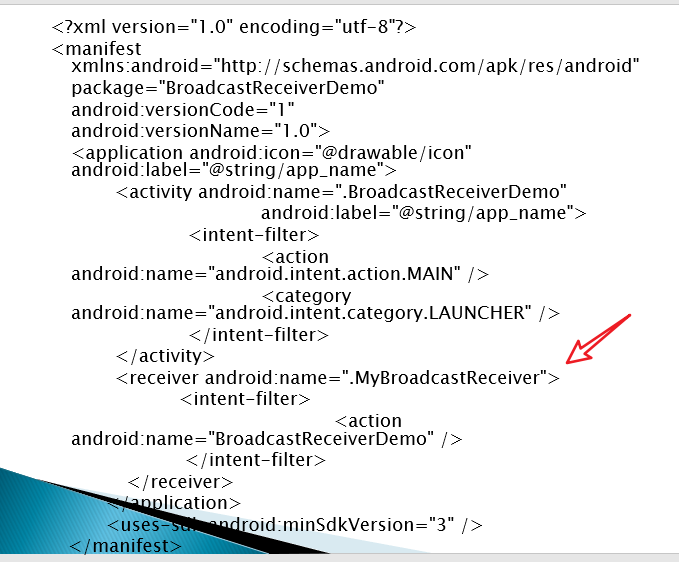 <?xml version="1.0" encoding="utf-8"?>
<manifest
xmlns:android="http://schemas.android.com/apk/res/android"
package="BroadcastReceiverDemo"
android:versionCode="1"
android:versionName="1.0">
<application android:icon="@drawable/icon"
android:label="@string/app_name">
<activity android:name=".BroadcastReceiverDemo"
android:label="@string/app_name">
<intent-filter>
<action
android:name="android.intent.action.MAIN" />
<category
android:name="android.intent.category.LAUNCHER" />
</intent-filter>
</activity>
<receiver android:name=".MyBroadcastReceiver">
<intent-filter>
<action
android:name="BroadcastReceiverDemo" />
</intent-filter>
</receiver>
</application>
<uses-sdk android:minSdkVersion="3" />
</manifest>